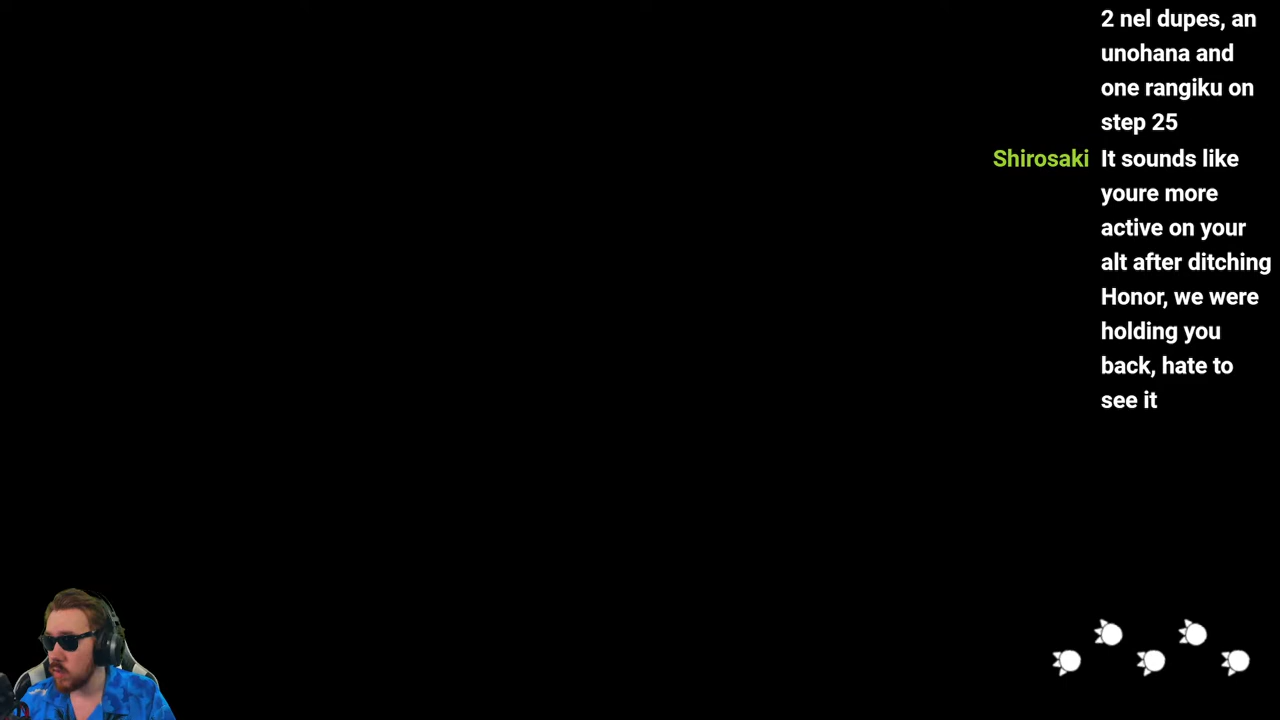 2 nel dupes, an
unohana and
one rangiku on
step 25
Shirosaki It sounds like
youre more
active on your
alt after ditching
Honor, we were
holding you
back, hate to
see it